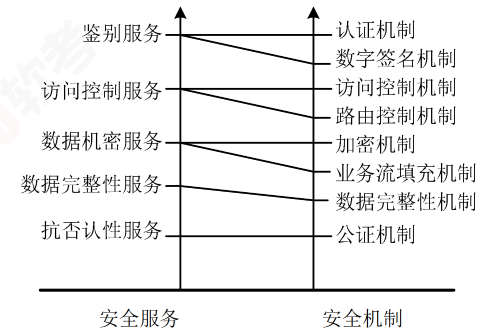 鉴别服务
认证机制
数字签名机制
访问控制服务
访问控制机制
路由控制机制
数据机密服务
加密机制
业务流填充机制
数据完整性服务
数据完整性机制
抗否认性服务
公证机制
安全服务
安全机制